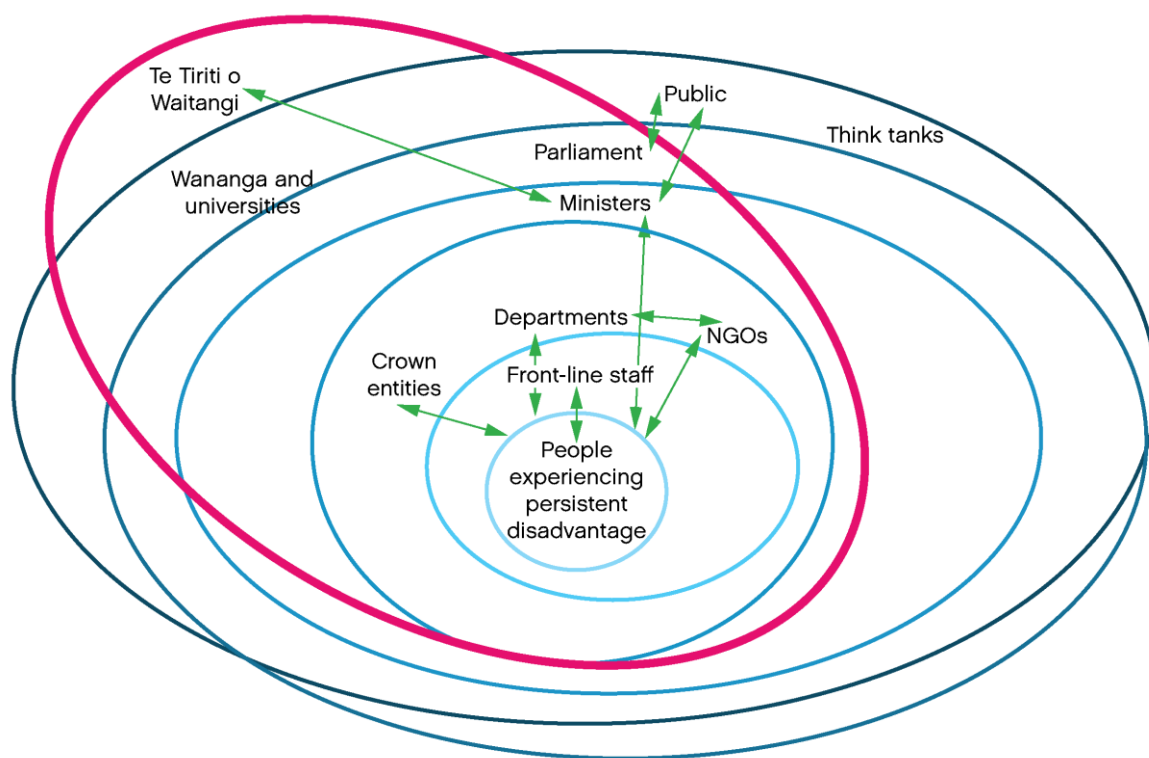 Te Tiriti o
Waitangi
Public
Think tanks
Parliament
Wananga and
universities
Ministers
Departments
NGOs
Crown
entities
Front-line staff
People
experiencing
persistent
disadvantage